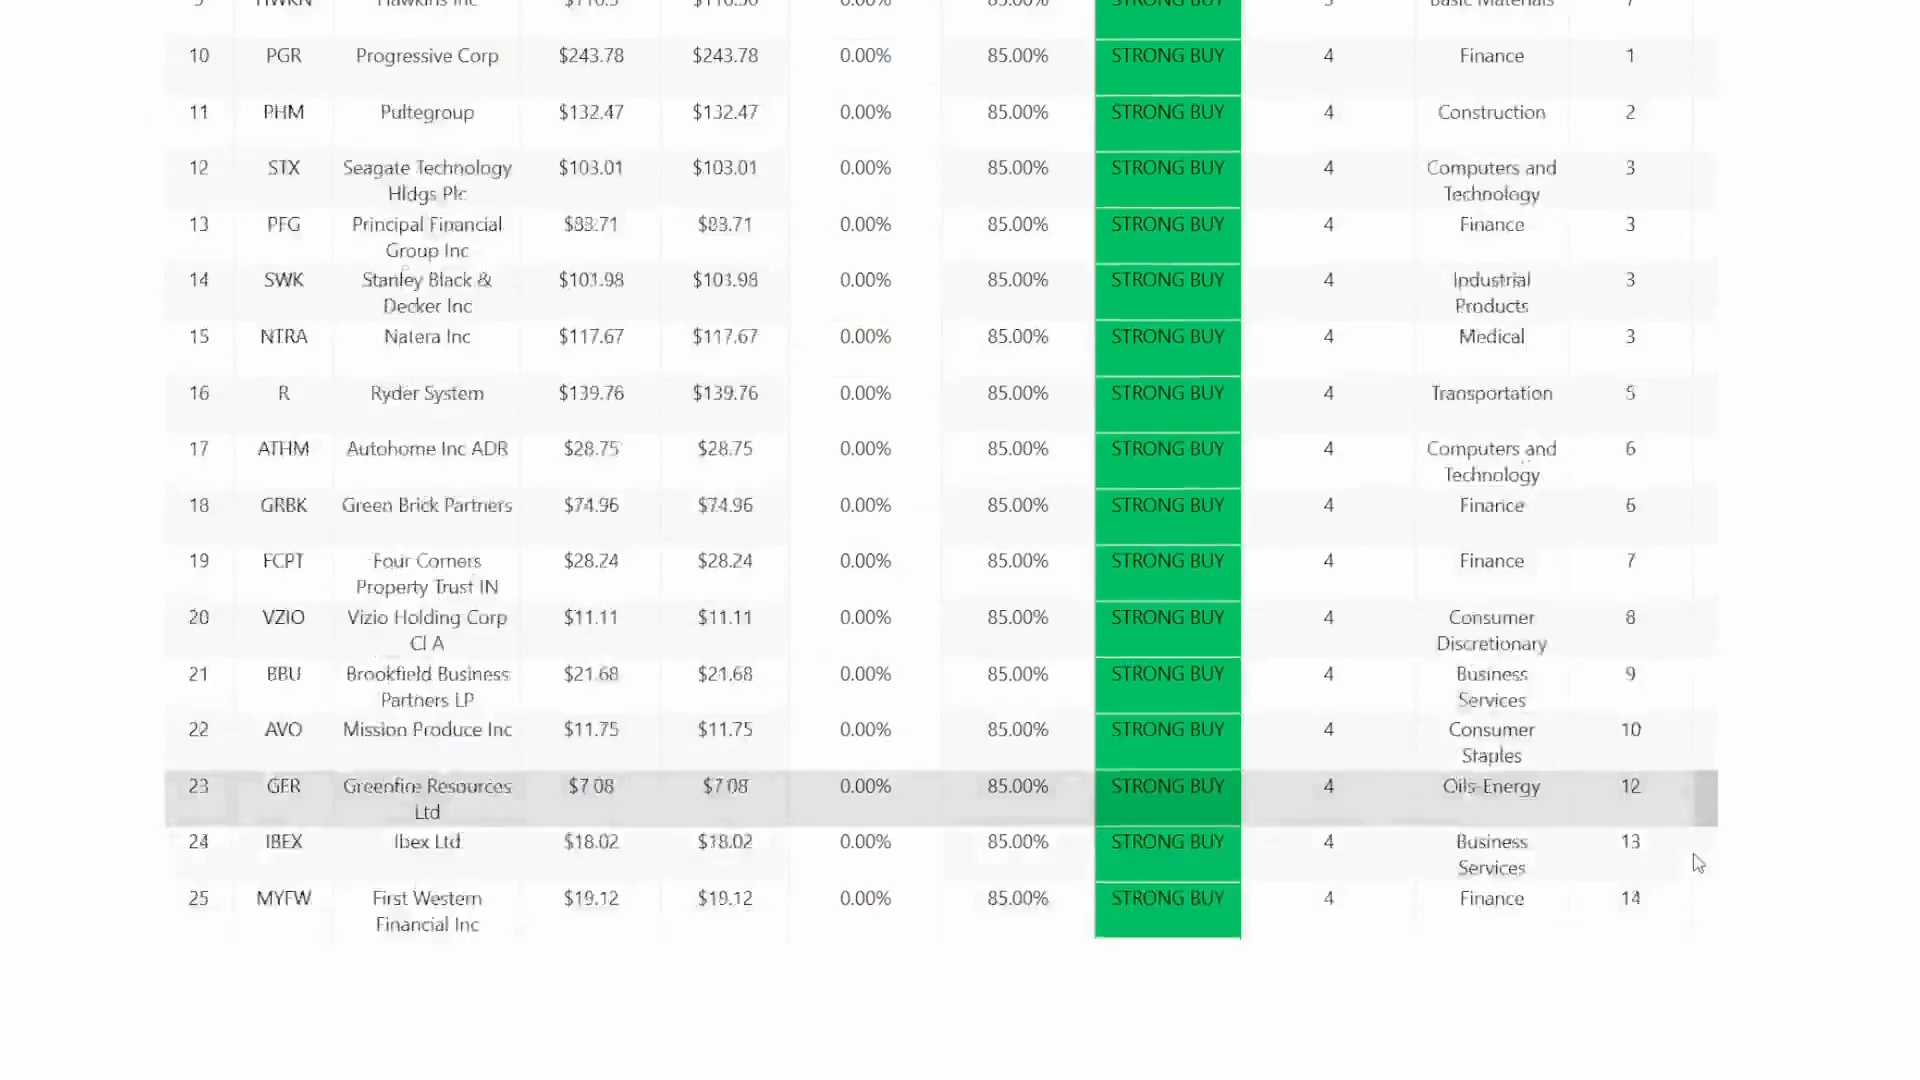 9 HWKN Hawkins Inc 0.00% 85.00% STRONG BUY Basic Materials 7
10 PGR Progressive Corp $243.78 $243.78 0.00% 85.00% STRONG BUY 4 Finance 1
11 PHM Pultegroup $132.47 $132.47 0.00% 85.00% STRONG BUY 4 Construction 2
12 STX Seagate Technology $103.01 $103.01 0.00% 85.00% STRONG BUY 4 Computers and 3
Hldgs Plc Technology
13 PFG Principal Financial $83.71 $83.71 0.00% 85.00% STRONG BUY 4 Finance 3
Group Inc
14 SWK Stanley Black & $103.98 $103.98 0.00% 85.00% STRONG BUY 4 Industrial 3
Decker Inc Products
15 NTRA Natera Inc $117.67 $117.67 0.00% 85.00% STRONG BUY 4 Medical 3
16 R Ryder System $139.76 $139.76 0.00% 85.00% STRONG BUY 4 Transportation 5
17 ATHM Autohome Inc ADR $28.75 $28.75 0.00% 85.00% STRONG BUY 4 Computers and 6
Technology
18 GRBK Green Brick Partners $74.96 $74.96 0.00% 85.00% STRONG BUY 4 Finance 6
19 FCPT Four Corners $28.24 $28.24 0.00% 85.00% STRONG BUY 4 Finance 7
Property Trust IN
20 VZIO Vizio Holding Corp $11.11 $11.11 0.00% 85.00% STRONG BUY 4 Consumer 8
Cl A Discretionary
21 BBU Brookfield Business $21.68 $21.68 0.00% 85.00% STRONG BUY 4 Business 9
Partners LP Services
22 AVO Mission Produce Inc $11.75 $11.75 0.00% 85.00% STRONG BUY 4 Consumer 10
Staples
23 GFR Greenfire Resources $7.08 $7.08 0.00% 85.00% STRONG BUY 4 Oils-Energy 12
Ltd
24 IBEX Ibex Ltd $18.02 $18.02 0.00% 85.00% STRONG BUY 4 Business 13
Services
25 MYFW First Western $19.12 $19.12 0.00% 85.00% STRONG BUY 4 Finance 14
Financial Inc